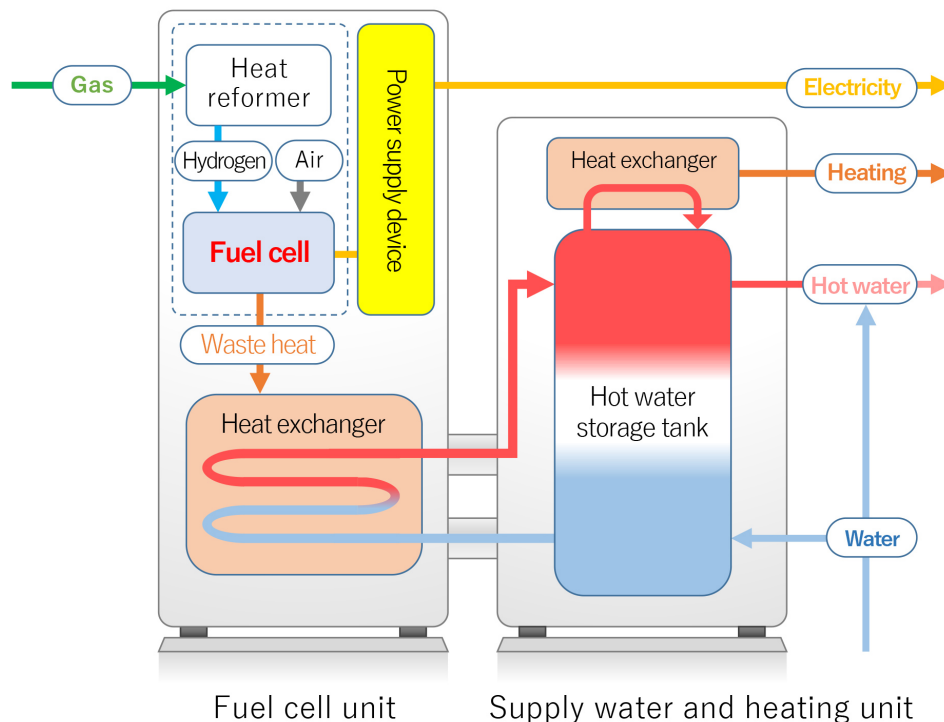 Gas
Heat
reformer
Hydrogen
Air
Fuel cell
Power supply device
Waste heat
Heat exchanger
Electricity
Heat exchanger
Heating
Hot water
Hot water
storage tank
Water
Fuel cell unit
Supply water and heating unit